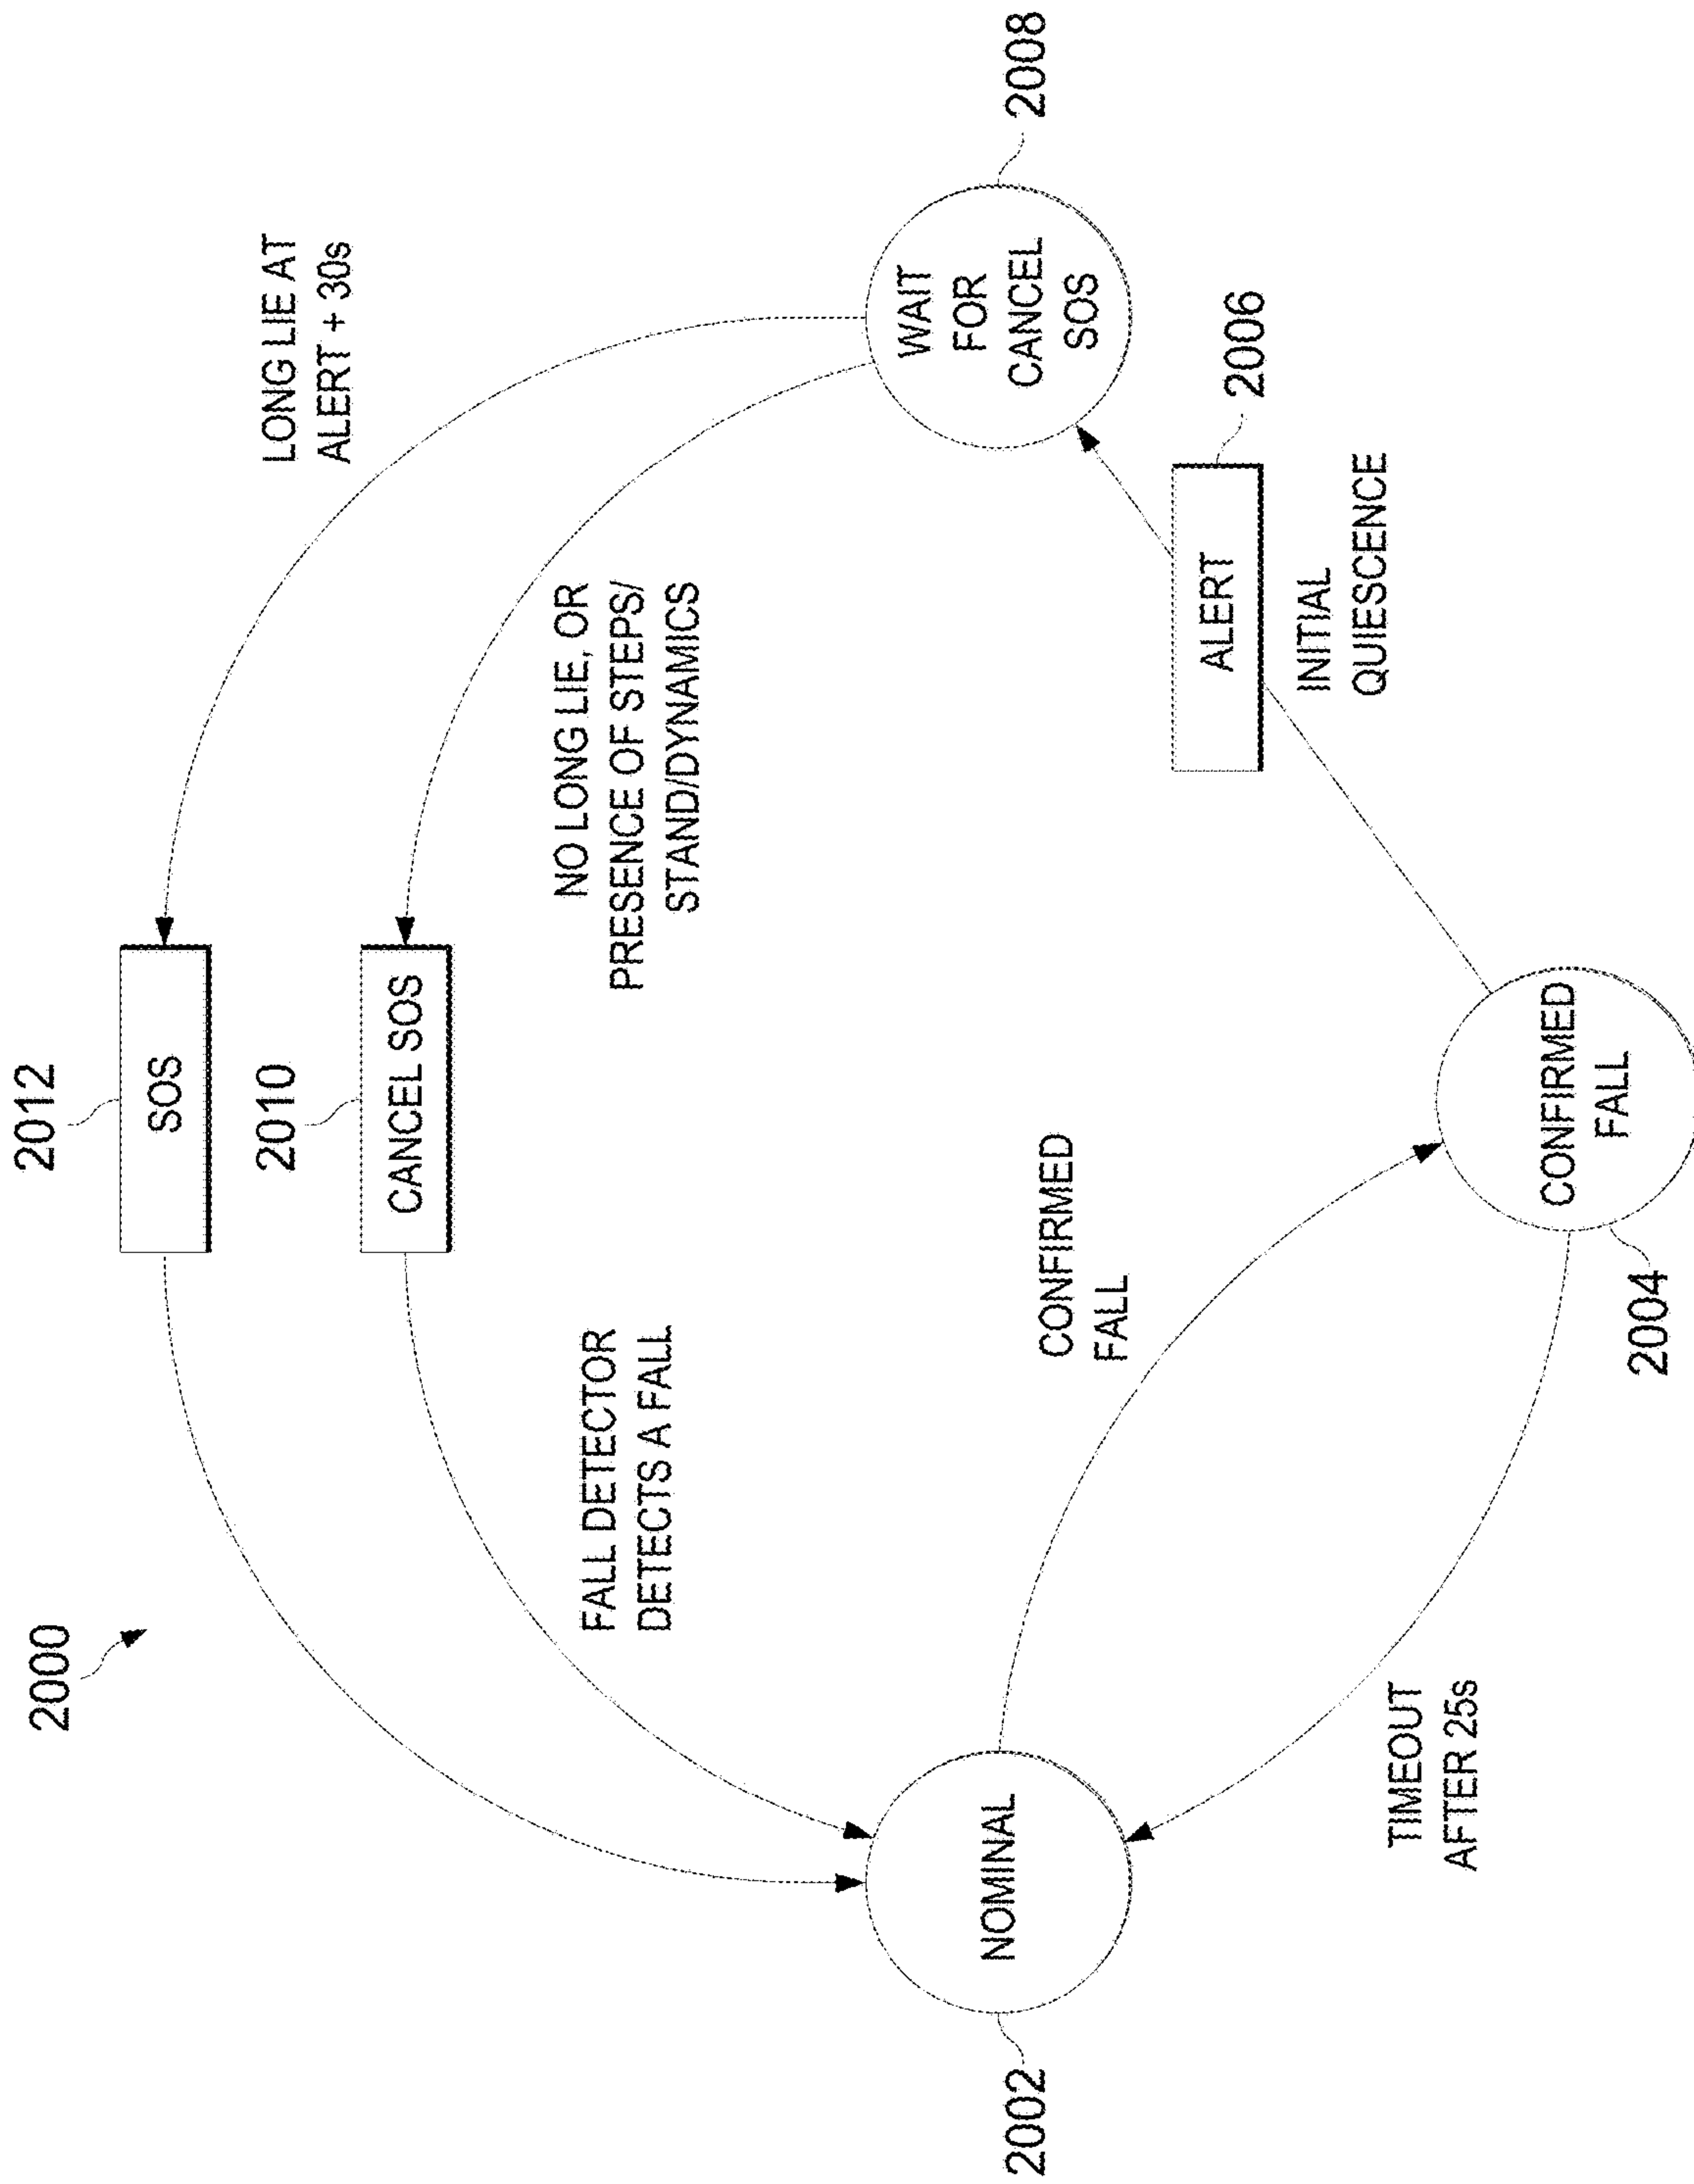 2000
2012
SOS
2010
CANCEL SOS
LONG LIE AT
ALERT + 30s
NO LONG LIE, OR
PRESENCE OF STEPS/
STAND/DYNAMICS
FALL DETECTOR
DETECTS A FALL
2002
NOMINAL
CONFIRMED
FALL
WAIT
FOR
CANCEL
SOS
2008
ALERT
2006
INITIAL
QUIESCENCE
TIMEOUT
AFTER 25s
CONFIRMED
FALL
2004